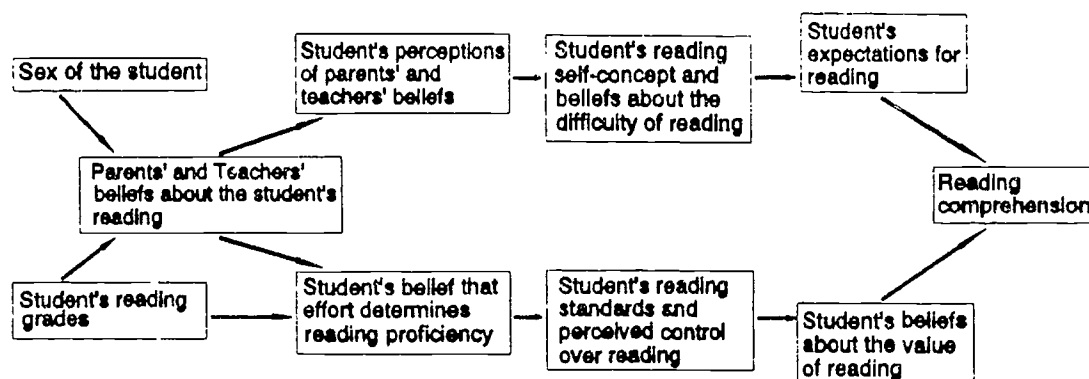 Sex of the student
Student's perceptions
of parents' and
teachers' beliefs
Student's reading
self-concept and
beliefs about the
difficulty of reading
Student's
expectations for
reading
Parents' and Teachers'
beliefs about the student's
reading
Reading
comprehension
Student's reading
grades
Student's belief that
effort determines
reading proficiency
Student's reading
standards and
perceived control
over reading
Student's beliefs
about the value
of reading